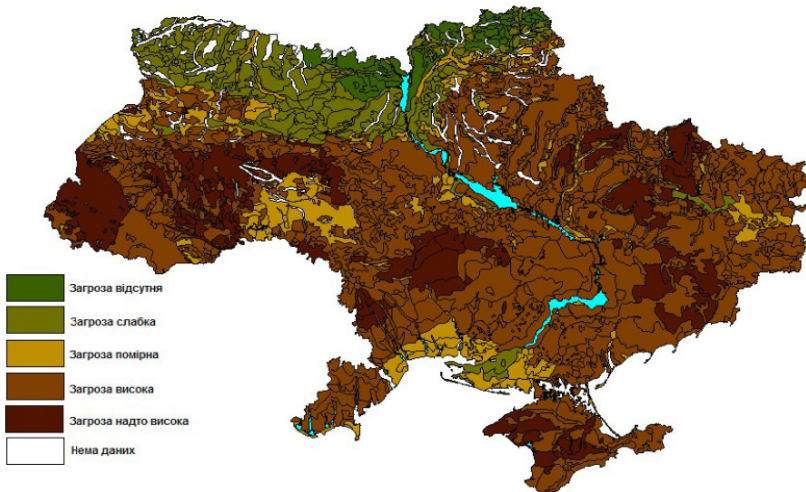 Загроза відсутня
Загроза слабка
Загроза помірна
Загроза висока
Загроза надто висока
Нема даних